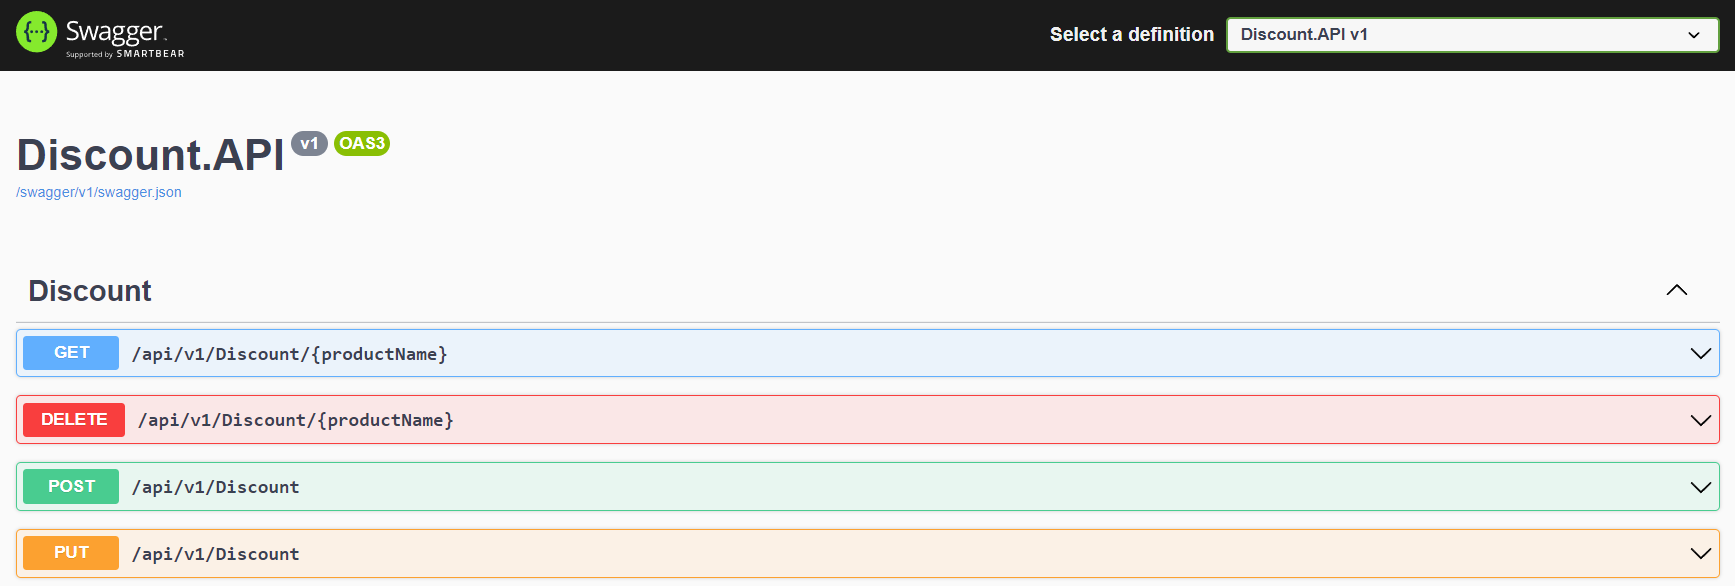 {···} Swagger.
Supported by SMARTBEAR
Select a definition
Discount.API v1
Discount.API v1 OAS3
/swagger/v1/swagger.json
Discount
GET /api/v1/Discount/{productName}
DELETE /api/v1/Discount/{productName}
POST /api/v1/Discount
PUT /api/v1/Discount